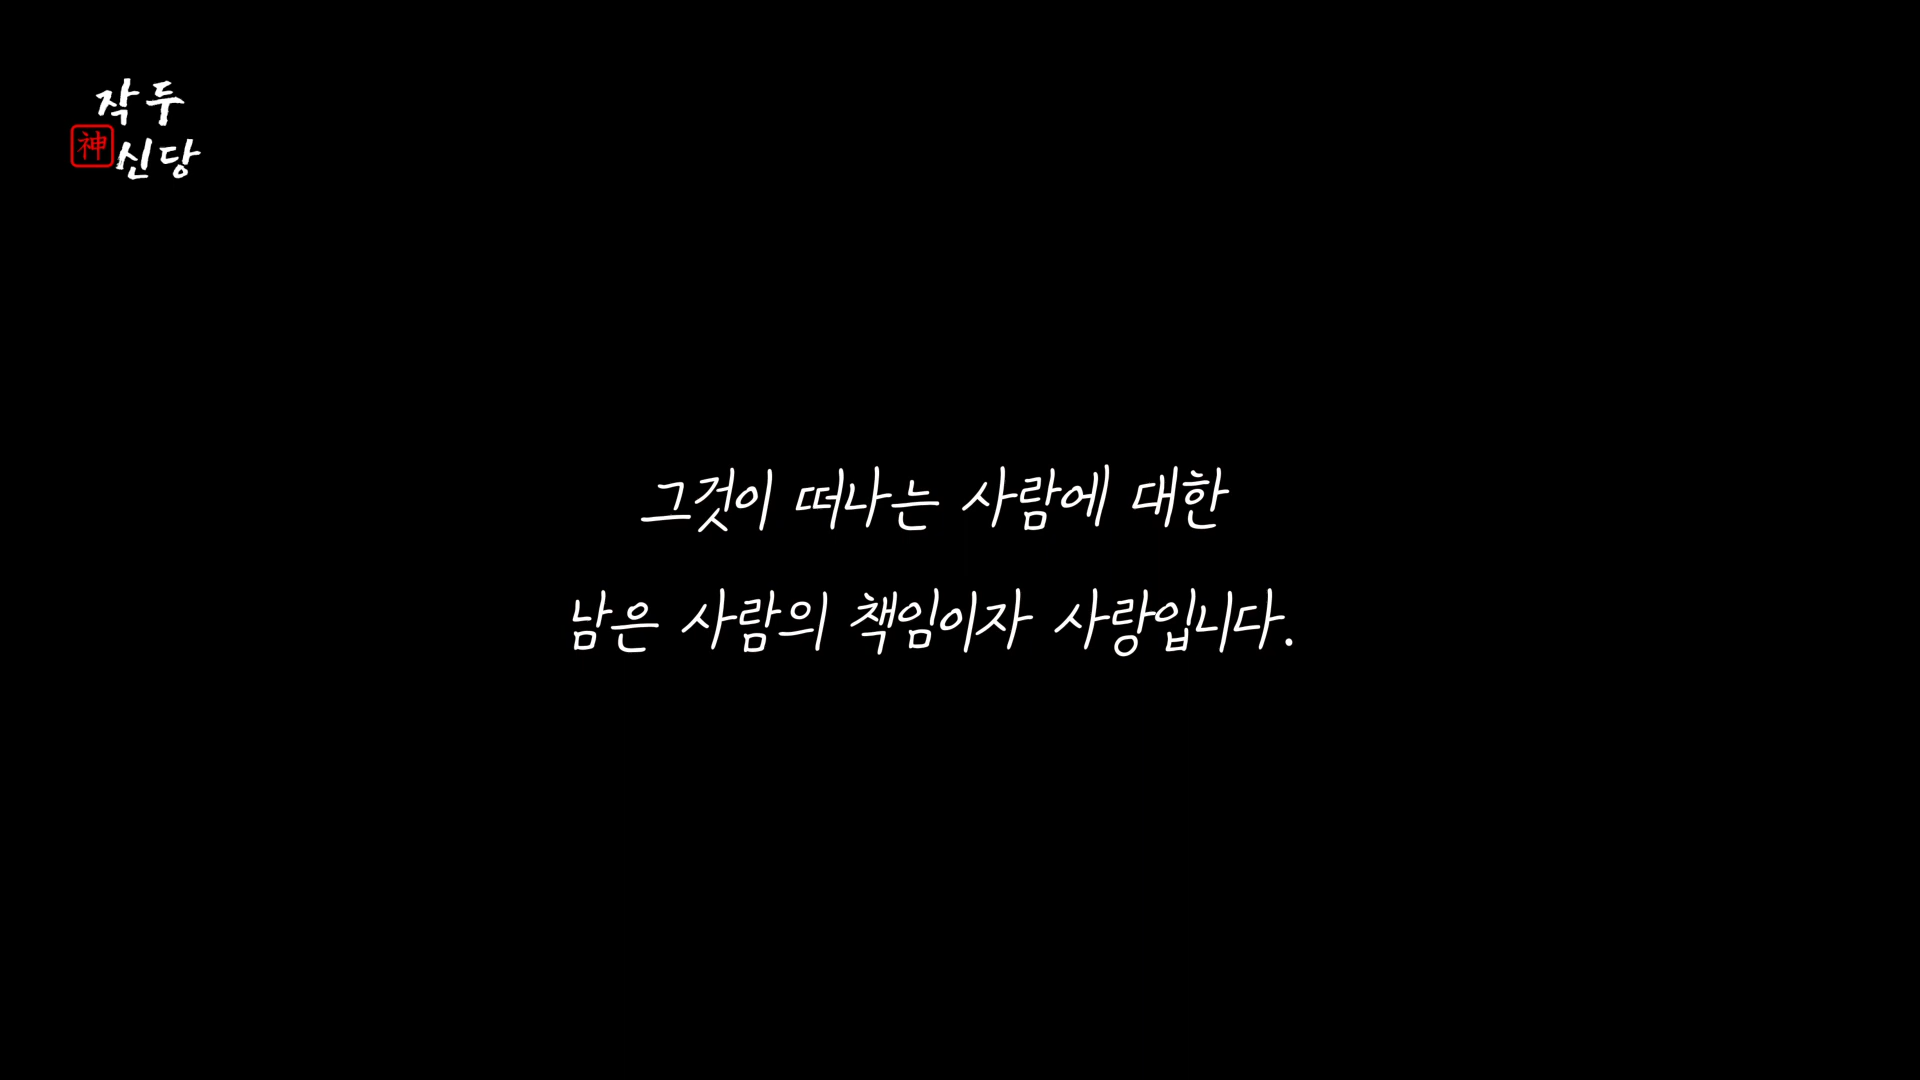 작두
神신당
그것이 떠나는 사람에 대한
남은 사람의 책임이자 사랑입니다.